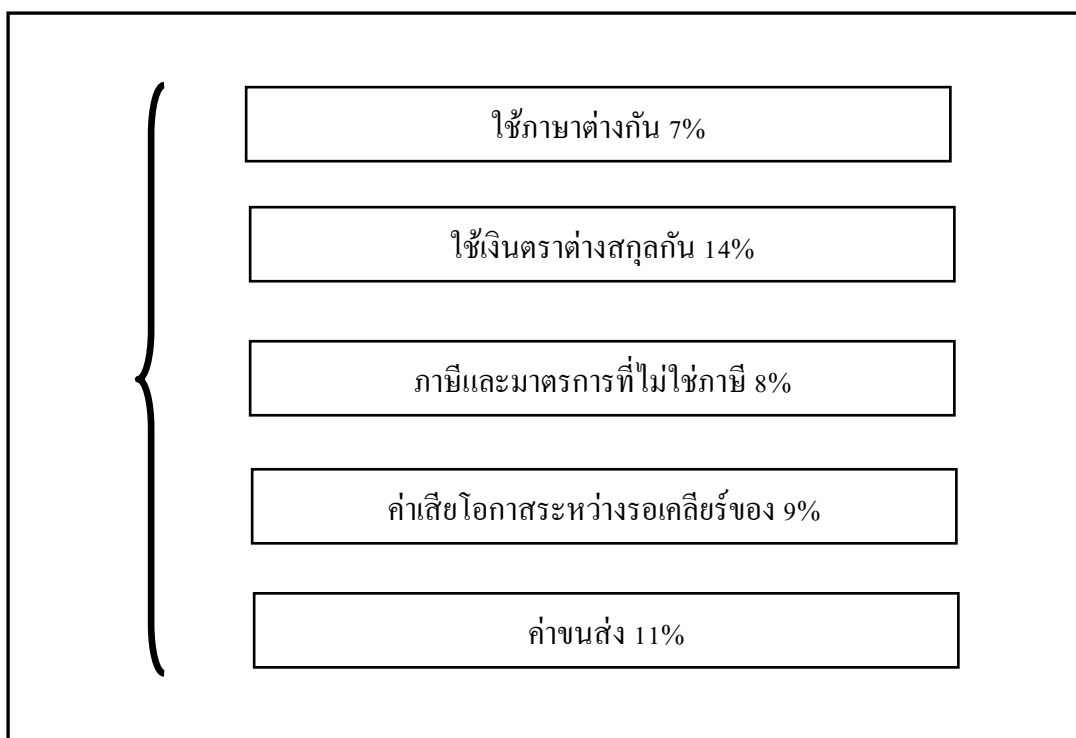 ใช้ภาษาต่างกัน 7%
ใช้เงินตราต่างสกุลกัน 14%
ภาษีและมาตรการที่ไม่ใช่ภาษี 8%
ค่าเสียโอกาสระหว่างรอเคลียร์ของ 9%
ค่าขนส่ง 11%